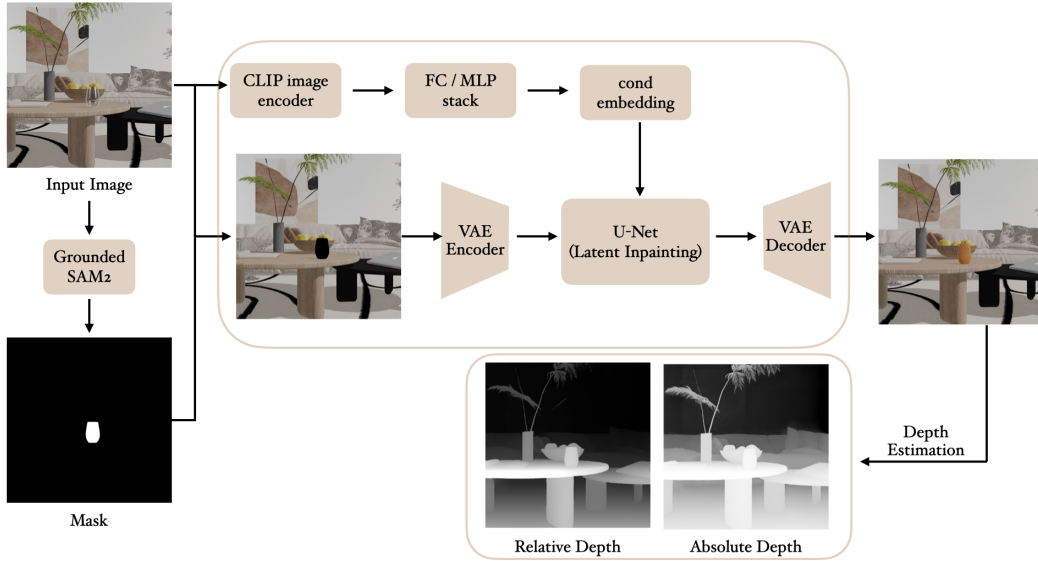 CLIP image
encoder
FC / MLP
stack
cond
embedding
Input Image
Grounded
SAM2
VAE
Encoder
U-Net
(Latent Inpainting)
VAE
Decoder
Mask
Depth
Estimation
Relative Depth
Absolute Depth